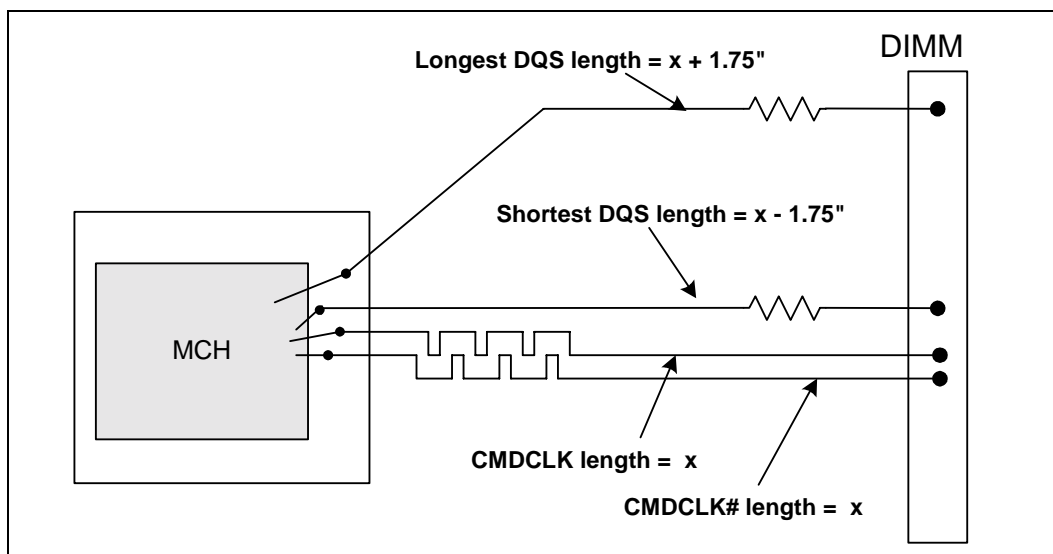 Longest DQS length = x + 1.75"
DIMM
Shortest DQS length = x - 1.75"
MCH
CMDCLK length = x
CMDCLK# length = x